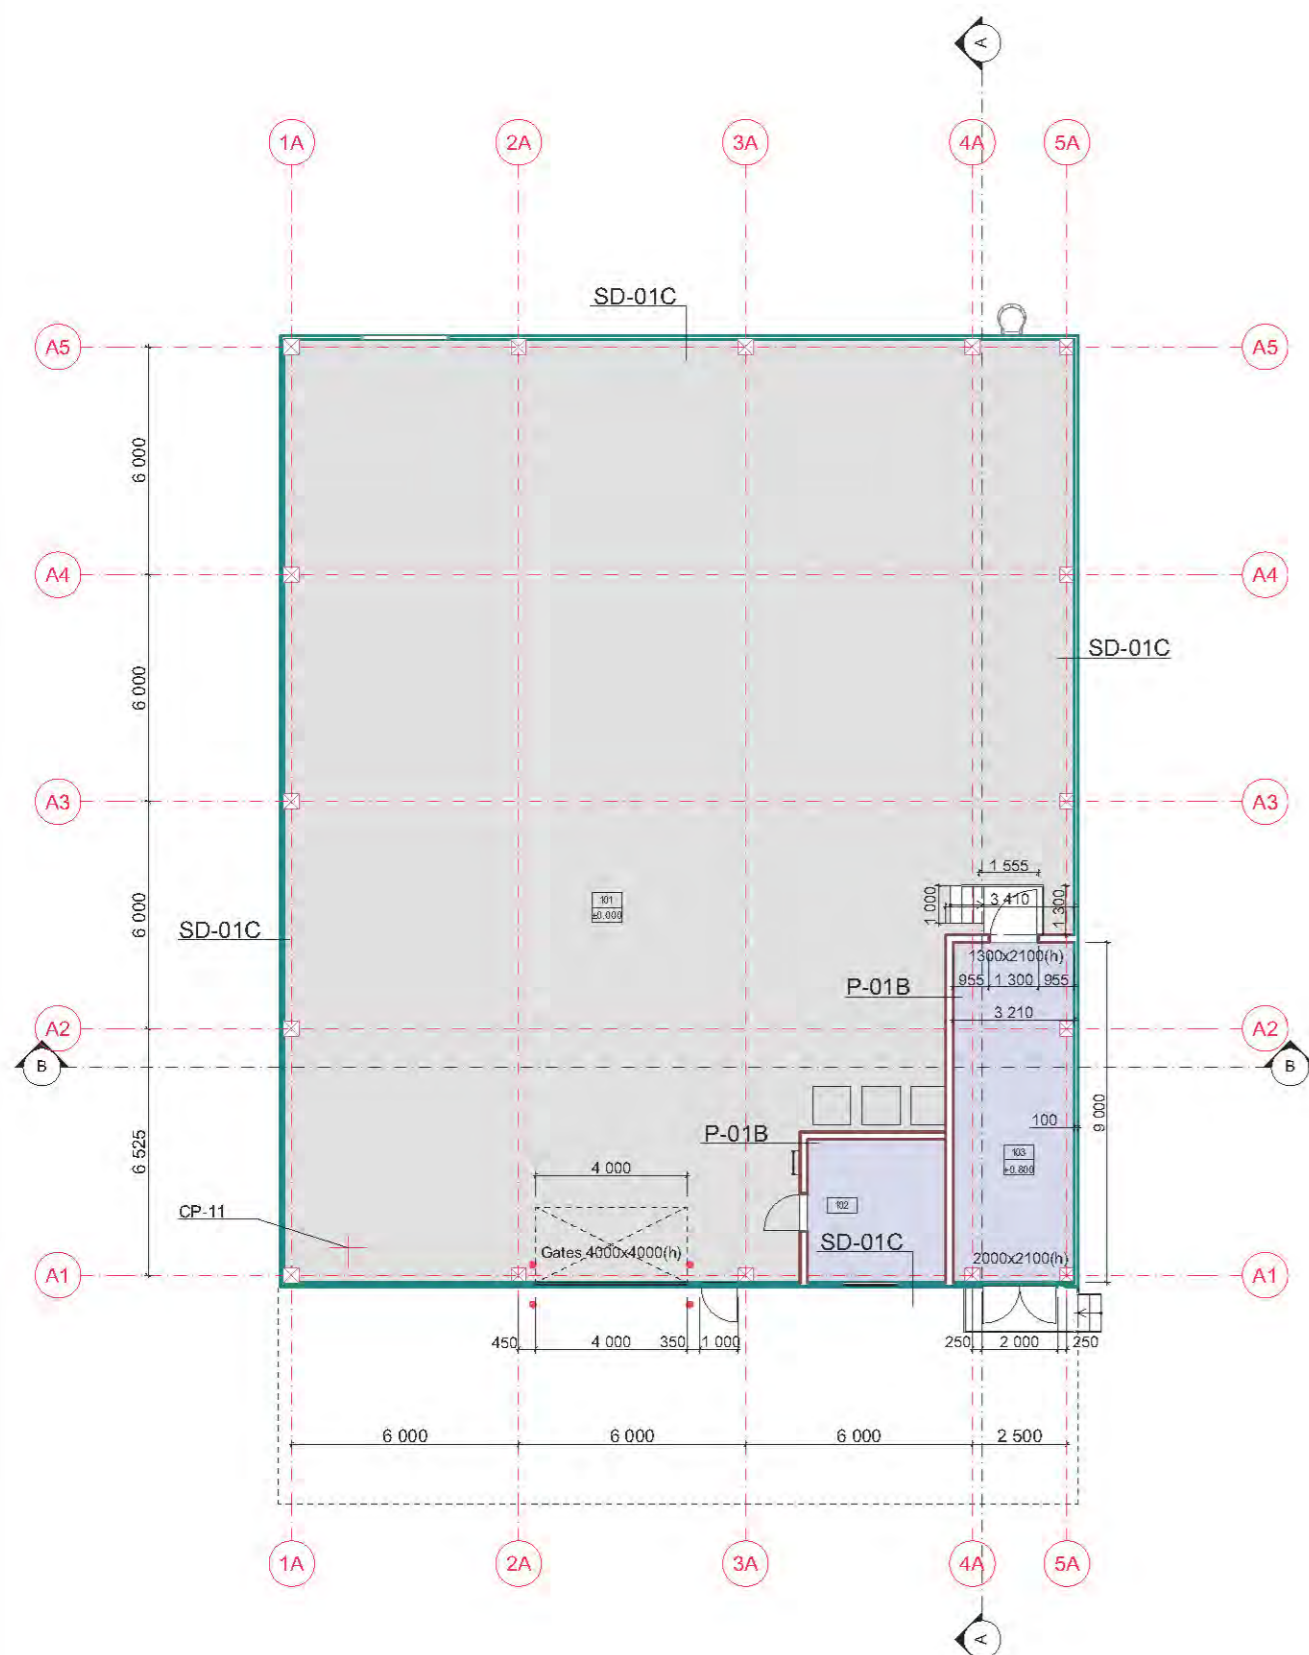 A
1A 2A 3A 4A 5A
SD-01C
A5 A5
6 000
A4 A4
SD-01C
6 000
A3 A3
1 555
1 000 3 410 1 300
101
±0.000
6 000
SD-01C
1300x2100(h)
955 1 300 955
P-01B
3 210
A2 A2
B B
100
9 000
P-01B
6 525
103
+0.800
4 000
102
CP-11
SD-01C
Gates 4000x4000(h)
2000x2100(h)
A1 A1
450 4 000 350 1 000 250 2 000 250
6 000 6 000 6 000 2 500
1A 2A 3A 4A 5A
A